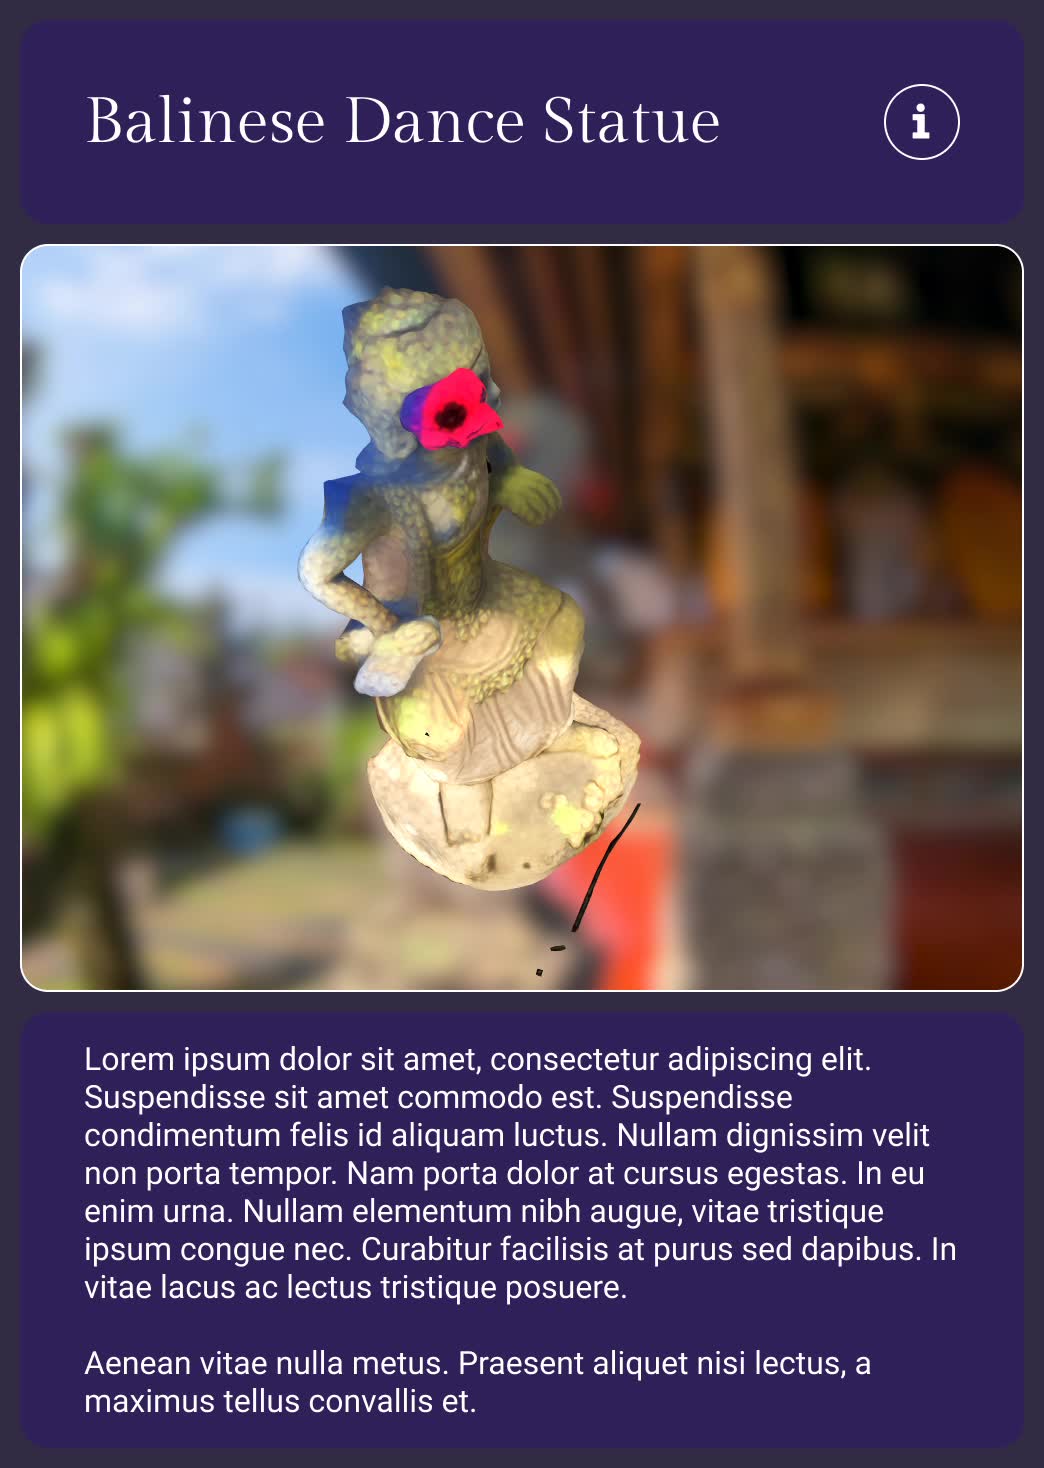 Balinese Dance Statue
Lorem ipsum dolor sit amet, consectetur adipiscing elit.
Suspendisse sit amet commodo est. Suspendisse
condimentum felis id aliquam luctus. Nullam dignissim velit
non porta tempor. Nam porta dolor at cursus egestas. In eu
enim urna. Nullam elementum nibh augue, vitae tristique
ipsum congue nec. Curabitur facilisis at purus sed dapibus. In
vitae lacus ac lectus tristique posuere.
Aenean vitae nulla metus. Praesent aliquet nisi lectus, a
maximus tellus convallis et.